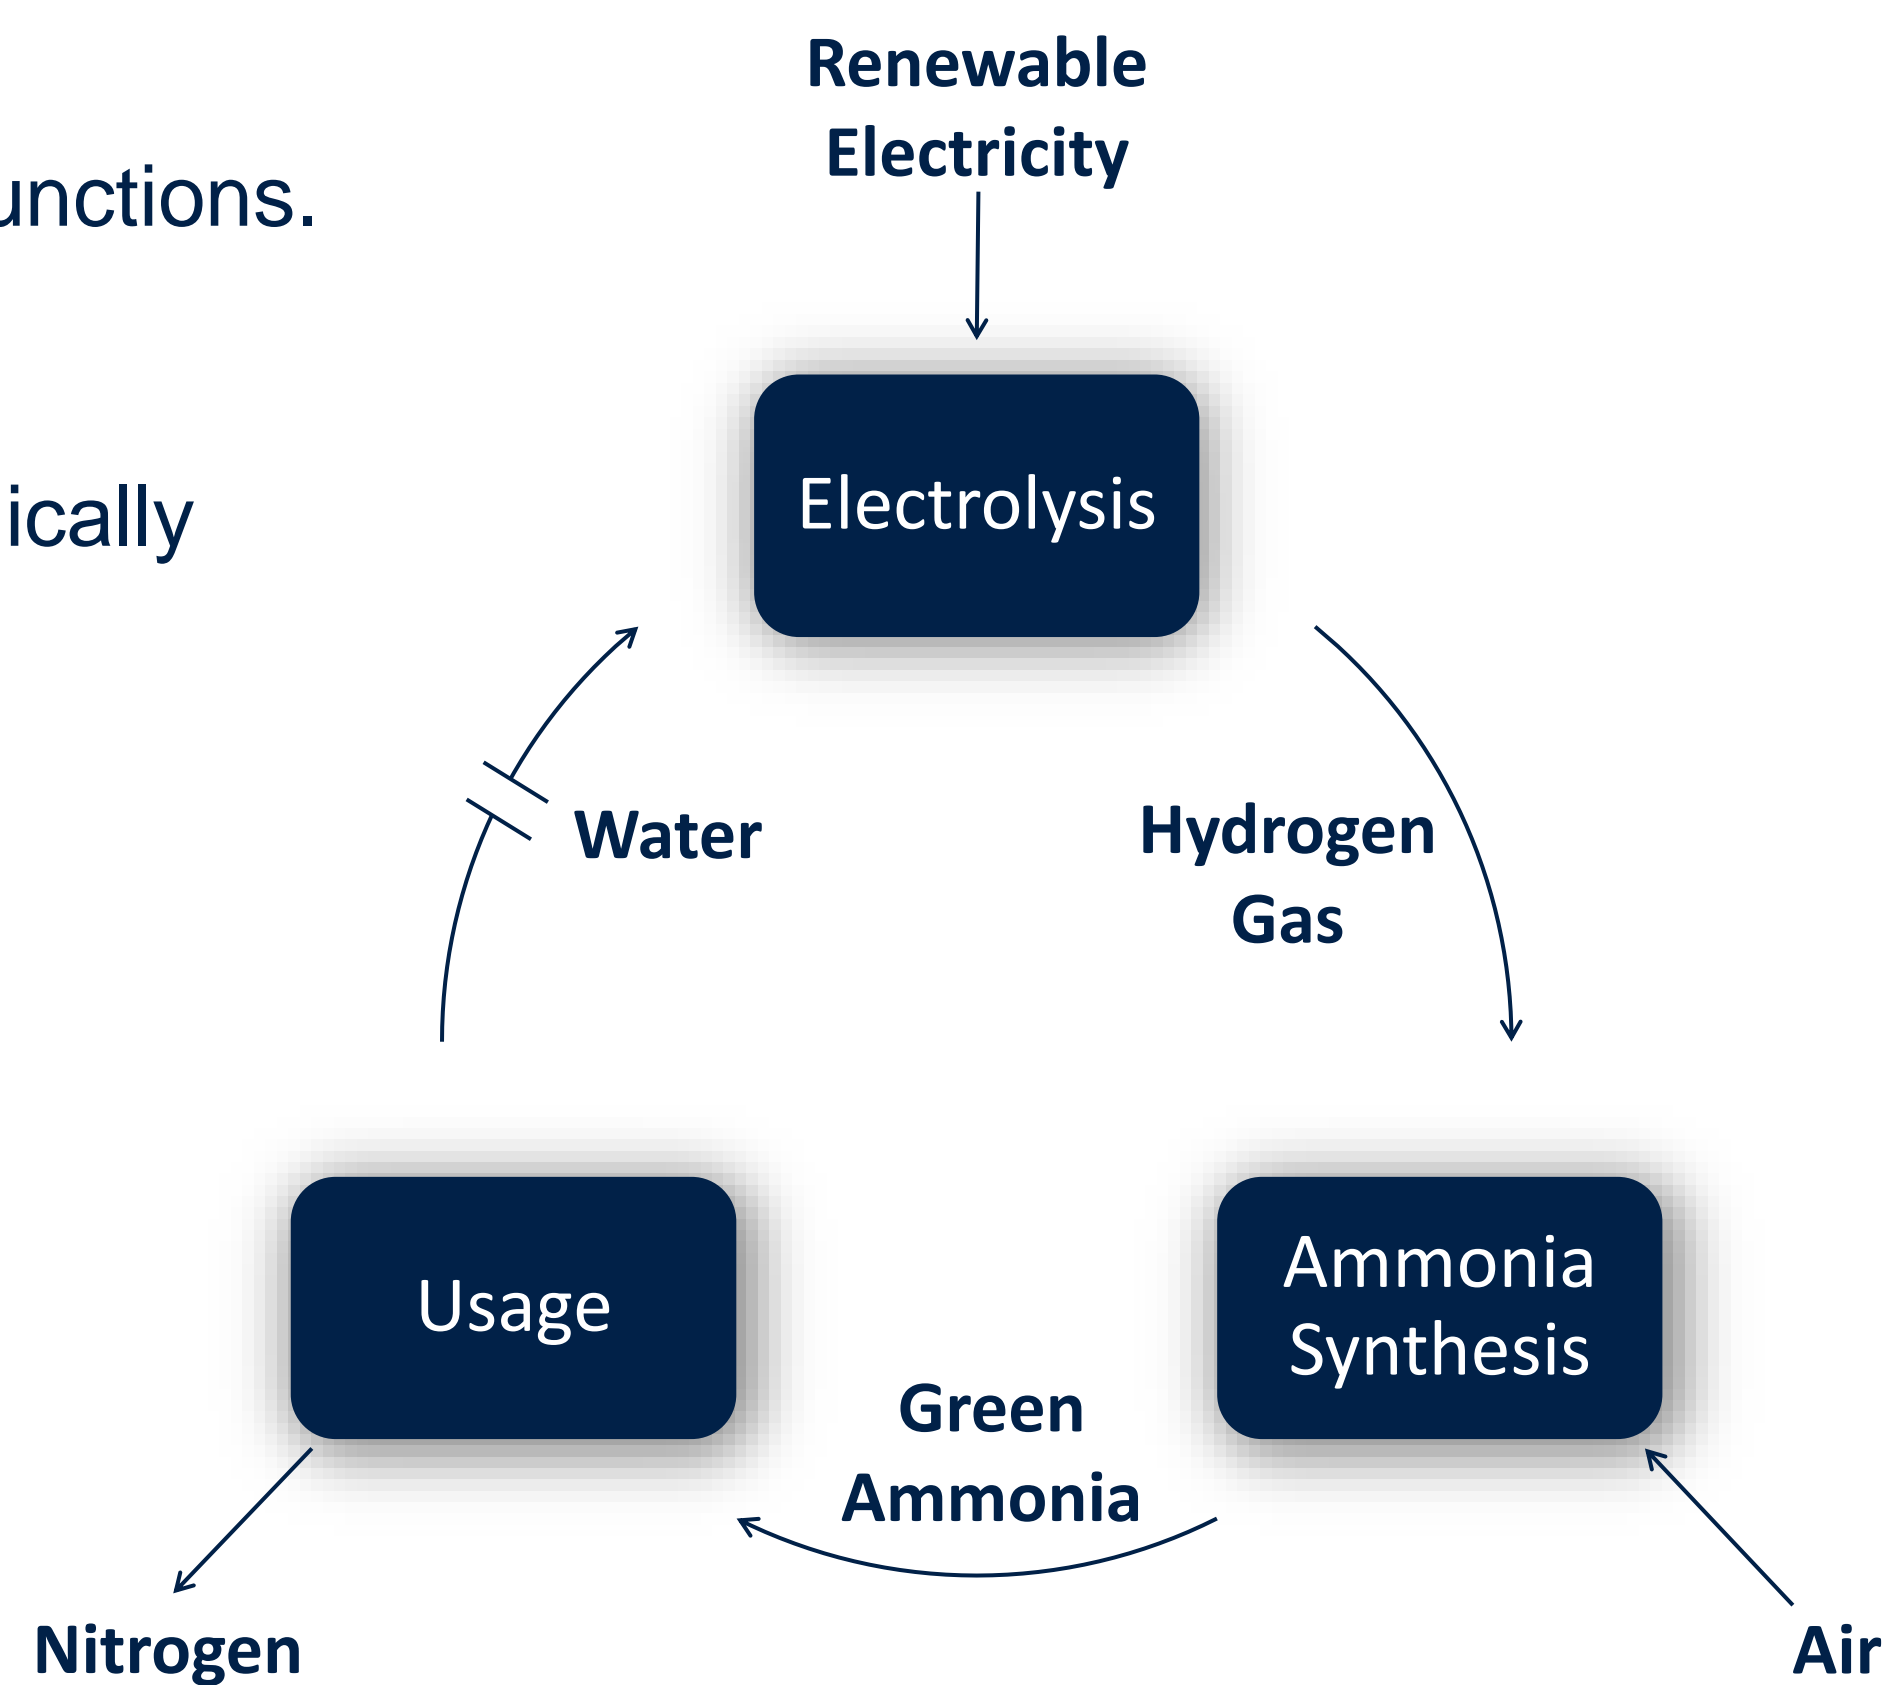 Renewable
Electricity
unctions.
ically
Electrolysis
Water
Hydrogen
Gas
Usage
Ammonia
Synthesis
Green
Ammonia
Nitrogen
Air